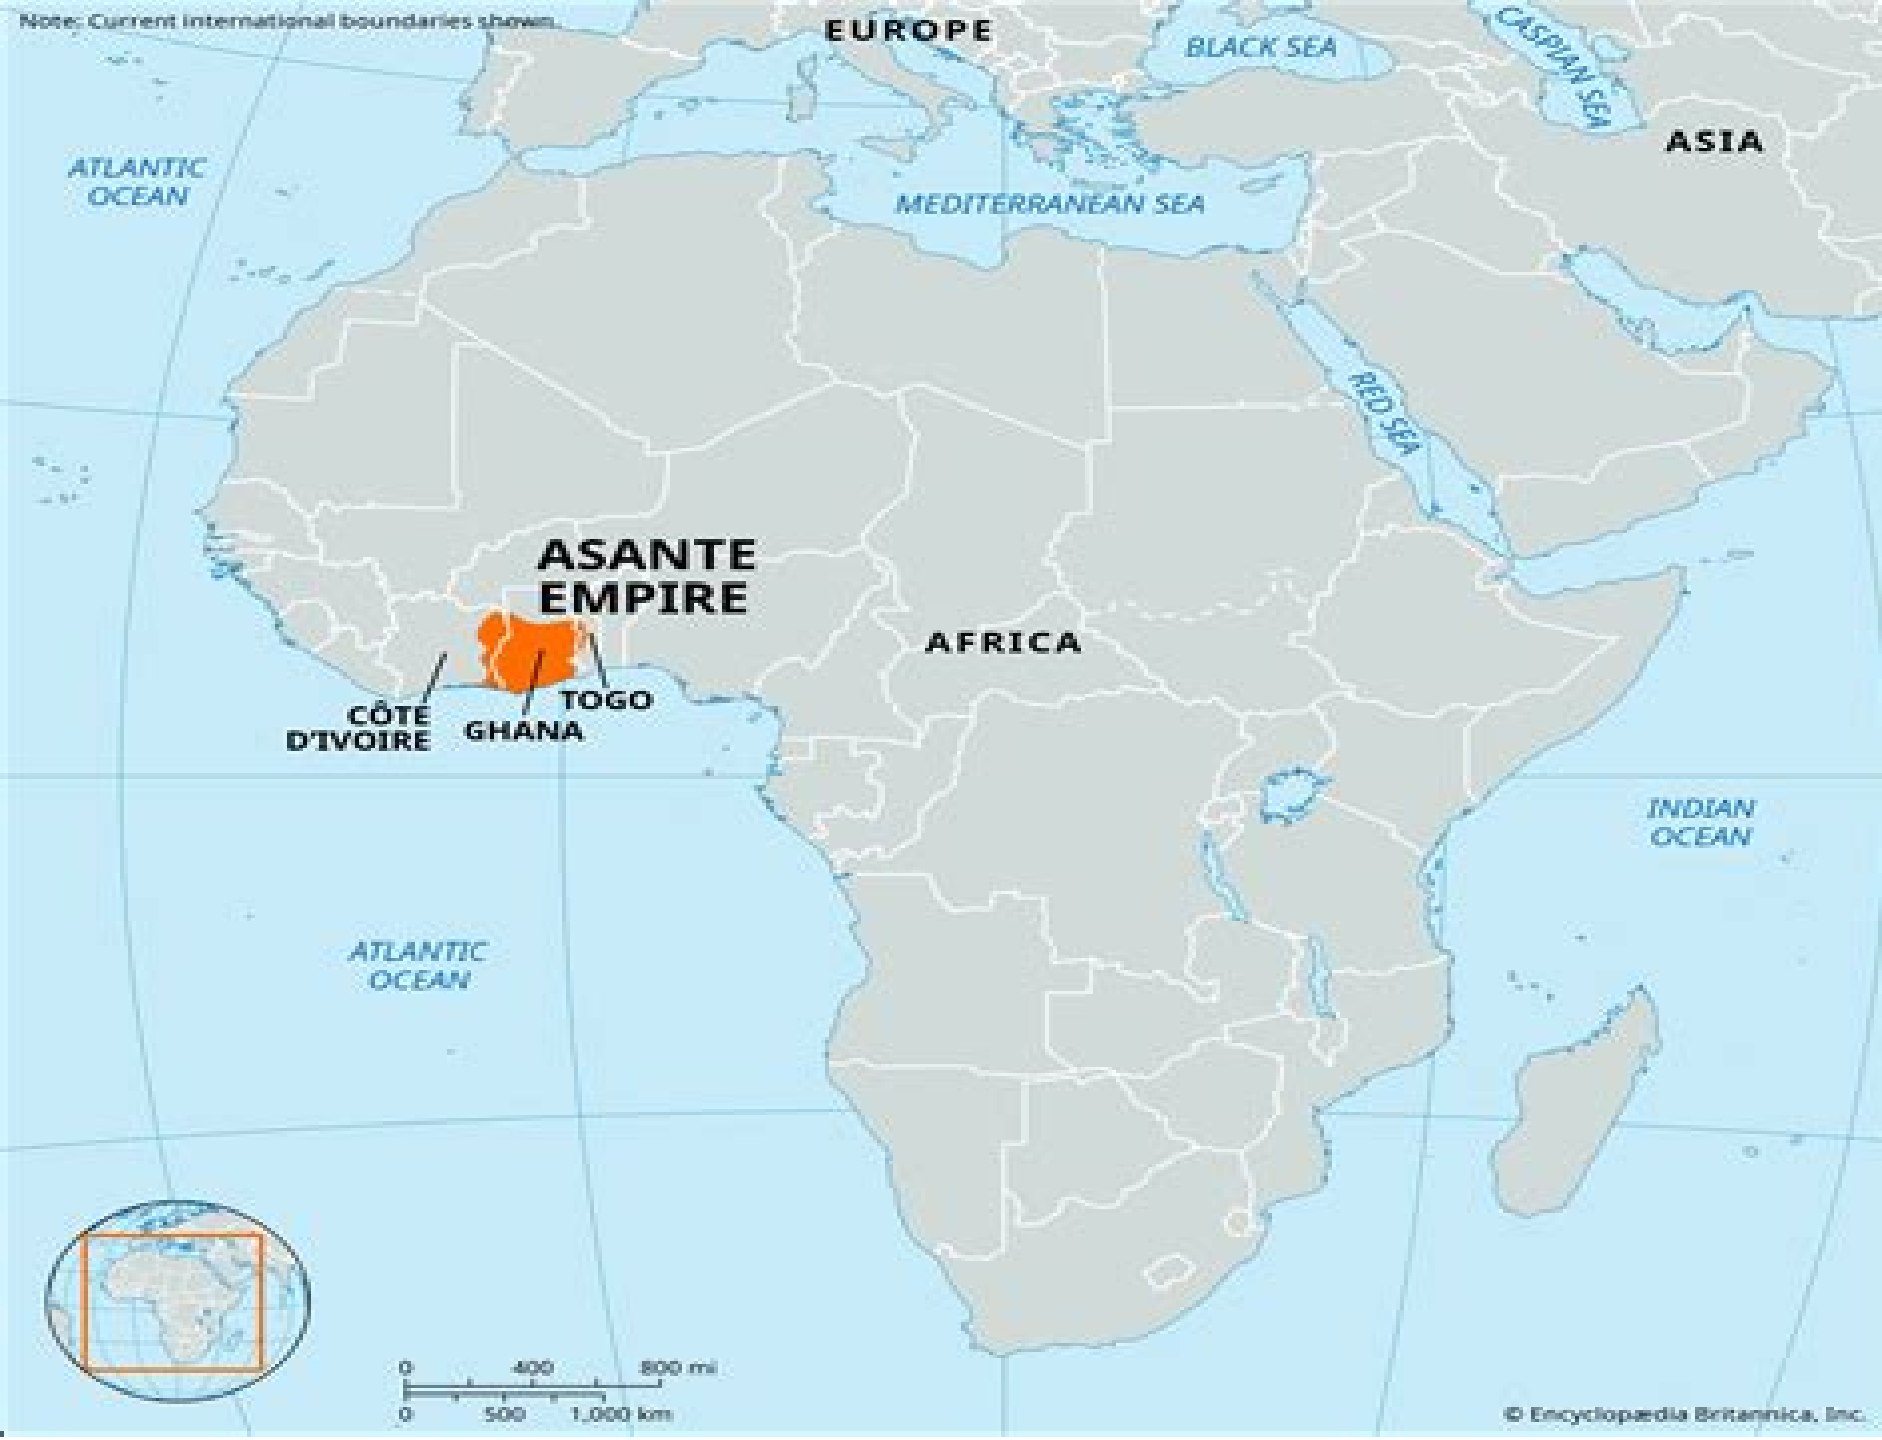 Note: Current international boundaries shown.
EUROPE
BLACK SEA
CASPIAN SEA
ASIA
ATLANTIC
OCEAN
MEDITERRANEAN SEA
RED SEA
ASANTE
EMPIRE
AFRICA
CÔTE
D'IVOIRE
GHANA
TOGO
INDIAN
OCEAN
ATLANTIC
OCEAN
0 400 800 mi
0 500 1,000 km
© Encyclopædia Britannica, Inc.